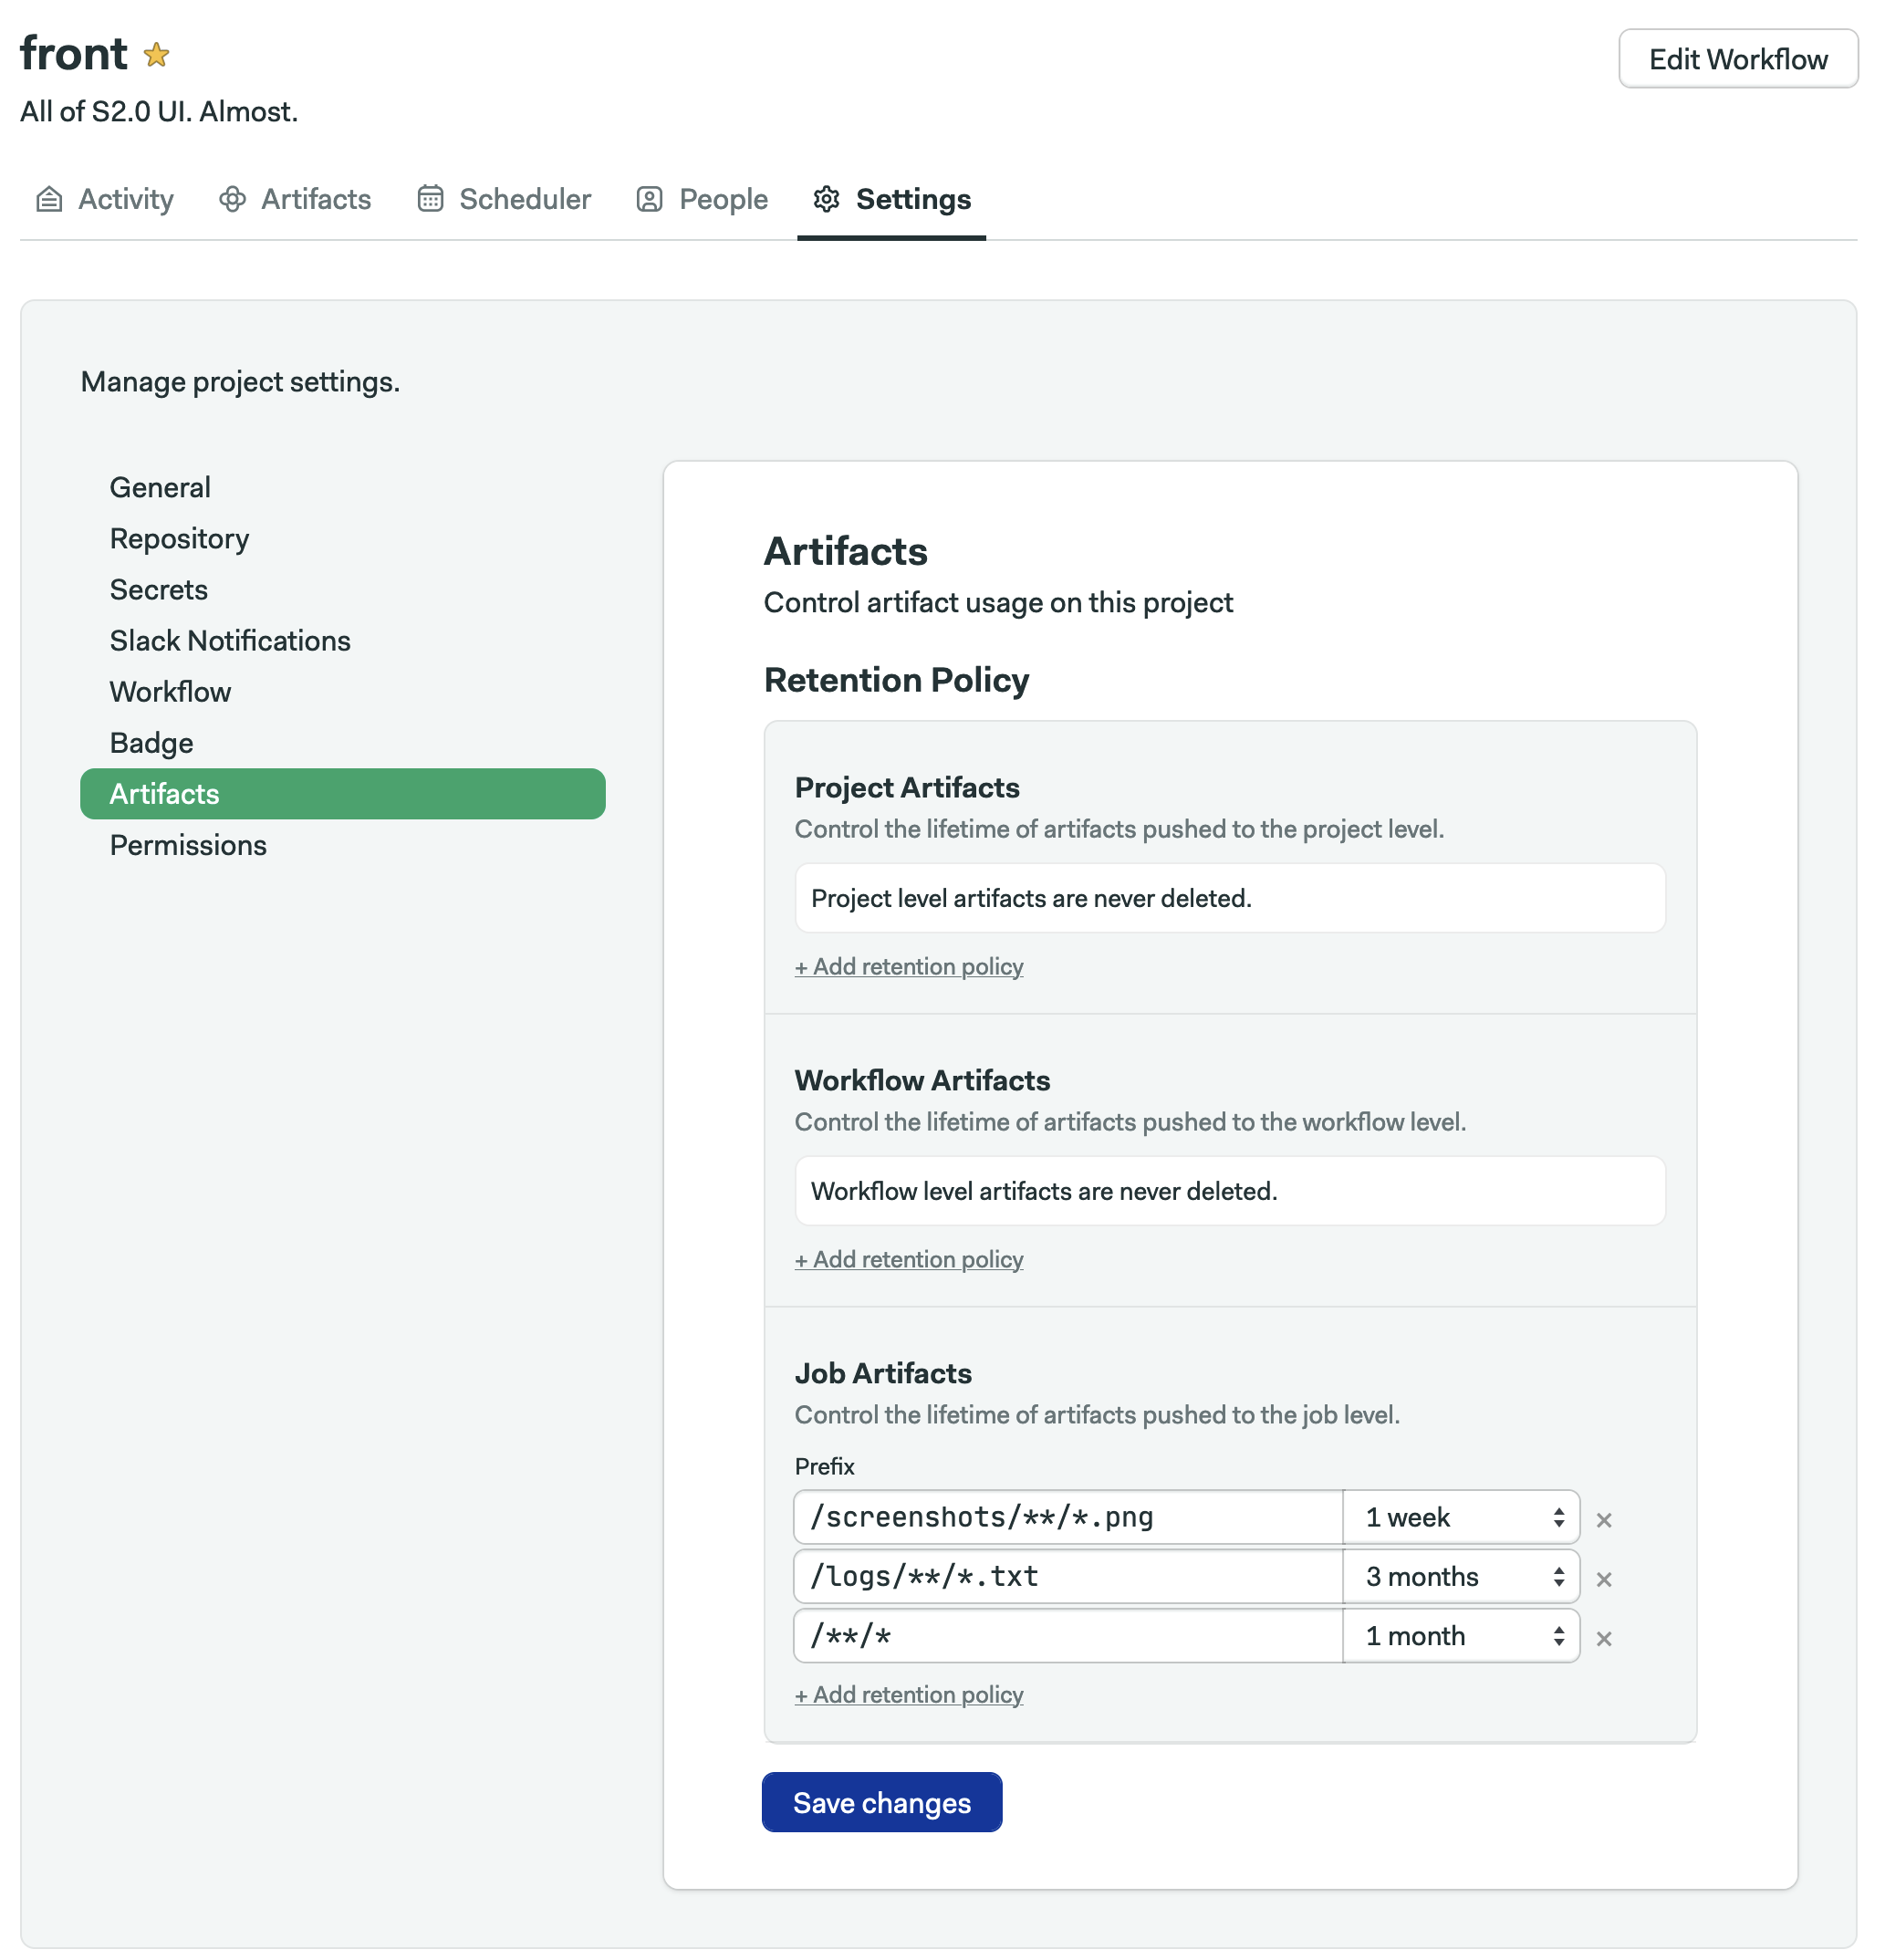 front
Edit Workflow
All of S2.0 UI. Almost.
Activity Artifacts Scheduler People Settings
Manage project settings.
General
Repository
Secrets
Slack Notifications
Workflow
Badge
Artifacts
Permissions
Artifacts
Control artifact usage on this project
Retention Policy
Project Artifacts
Control the lifetime of artifacts pushed to the project level.
Project level artifacts are never deleted.
+ Add retention policy
Workflow Artifacts
Control the lifetime of artifacts pushed to the workflow level.
Workflow level artifacts are never deleted.
+ Add retention policy
Job Artifacts
Control the lifetime of artifacts pushed to the job level.
Prefix
/screenshots/**/*.png 1 week ×
/logs/**/*.txt 3 months ×
/**/* 1 month ×
+ Add retention policy
Save changes